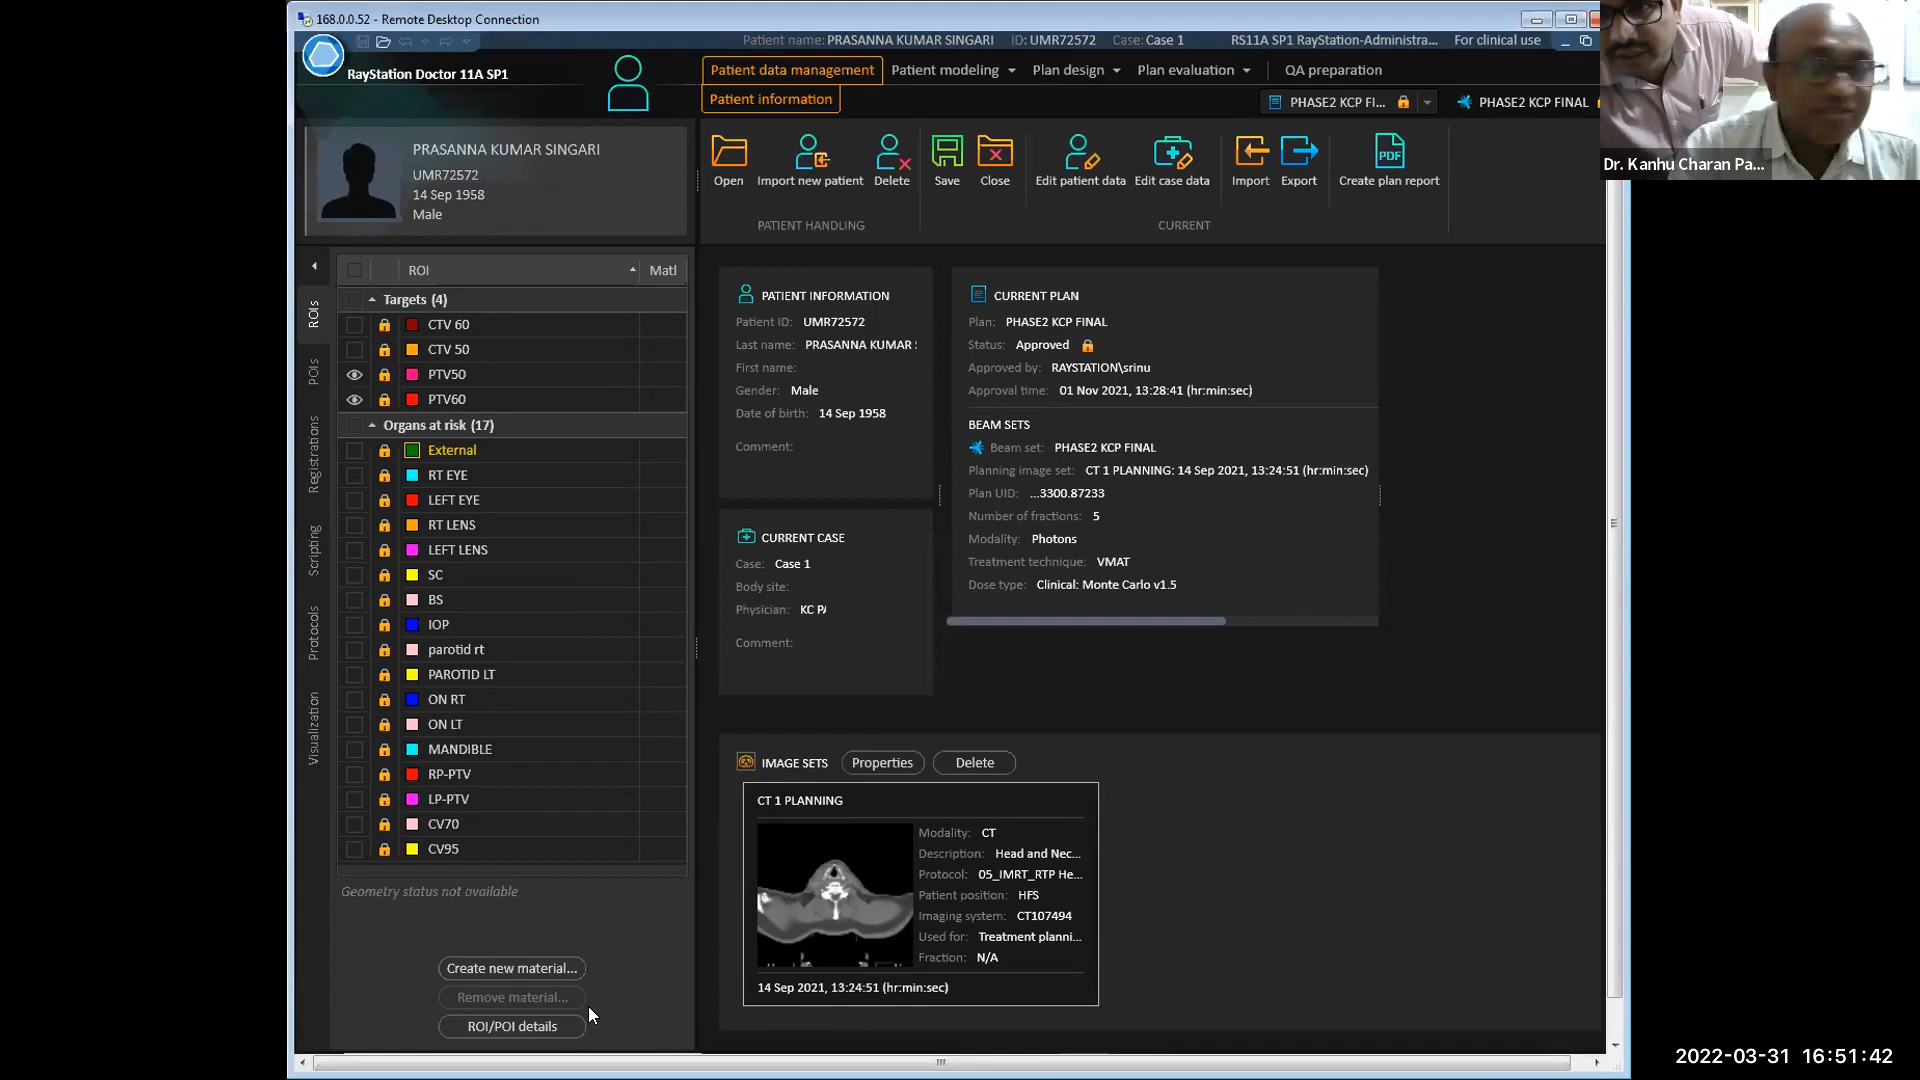 168.0.0.52 - Remote Desktop Connection
Patient name: PRASANNA KUMAR SINGARI ID: UMR72572 Case: Case 1 RS11A SP1 RayStation-Administra... For clinical use
RayStation Doctor 11A SP1
Patient data management Patient modeling Plan design Plan evaluation QA preparation
Patient information
PHASE2 KCP FI... PHASE2 KCP FINAL
PRASANNA KUMAR SINGARI
UMR72572
14 Sep 1958
Male
Open Import new patient Delete Save Close Edit patient data Edit case data Import Export PDF Create plan report
PATIENT HANDLING CURRENT
Dr. Kanhu Charan Pa...
ROIs
POIs
Registrations
Scripting
Protocols
Visualization
ROI Matl
Targets (4)
CTV 60
CTV 50
PTV50
PTV60
Organs at risk (17)
External
RT EYE
LEFT EYE
RT LENS
LEFT LENS
SC
BS
IOP
parotid rt
PAROTID LT
ON RT
ON LT
MANDIBLE
RP-PTV
LP-PTV
CV70
CV95
Geometry status not available
Create new material...
Remove material...
ROI/POI details
PATIENT INFORMATION
Patient ID: UMR72572
Last name: PRASANNA KUMAR
First name:
Gender: Male
Date of birth: 14 Sep 1958
Comment:
CURRENT CASE
Case: Case 1
Body site:
Physician: KC
Comment:
CURRENT PLAN
Plan: PHASE2 KCP FINAL
Status: Approved
Approved by: RAYSTATION\srinu
Approval time: 01 Nov 2021, 13:28:41 (hr:min:sec)
BEAM SETS
Beam set: PHASE2 KCP FINAL
Planning image set: CT 1 PLANNING: 14 Sep 2021, 13:24:51 (hr:min:sec)
Plan UID: ...3300.87233
Number of fractions: 5
Modality: Photons
Treatment technique: VMAT
Dose type: Clinical: Monte Carlo v1.5
IMAGE SETS Properties Delete
CT 1 PLANNING
Modality: CT
Description: Head and Nec...
Protocol: 05_IMRT_RTP He...
Patient position: HFS
Imaging system: CT107494
Used for: Treatment planni...
Fraction: N/A
14 Sep 2021, 13:24:51 (hr:min:sec)
2022-03-31 16:51:42